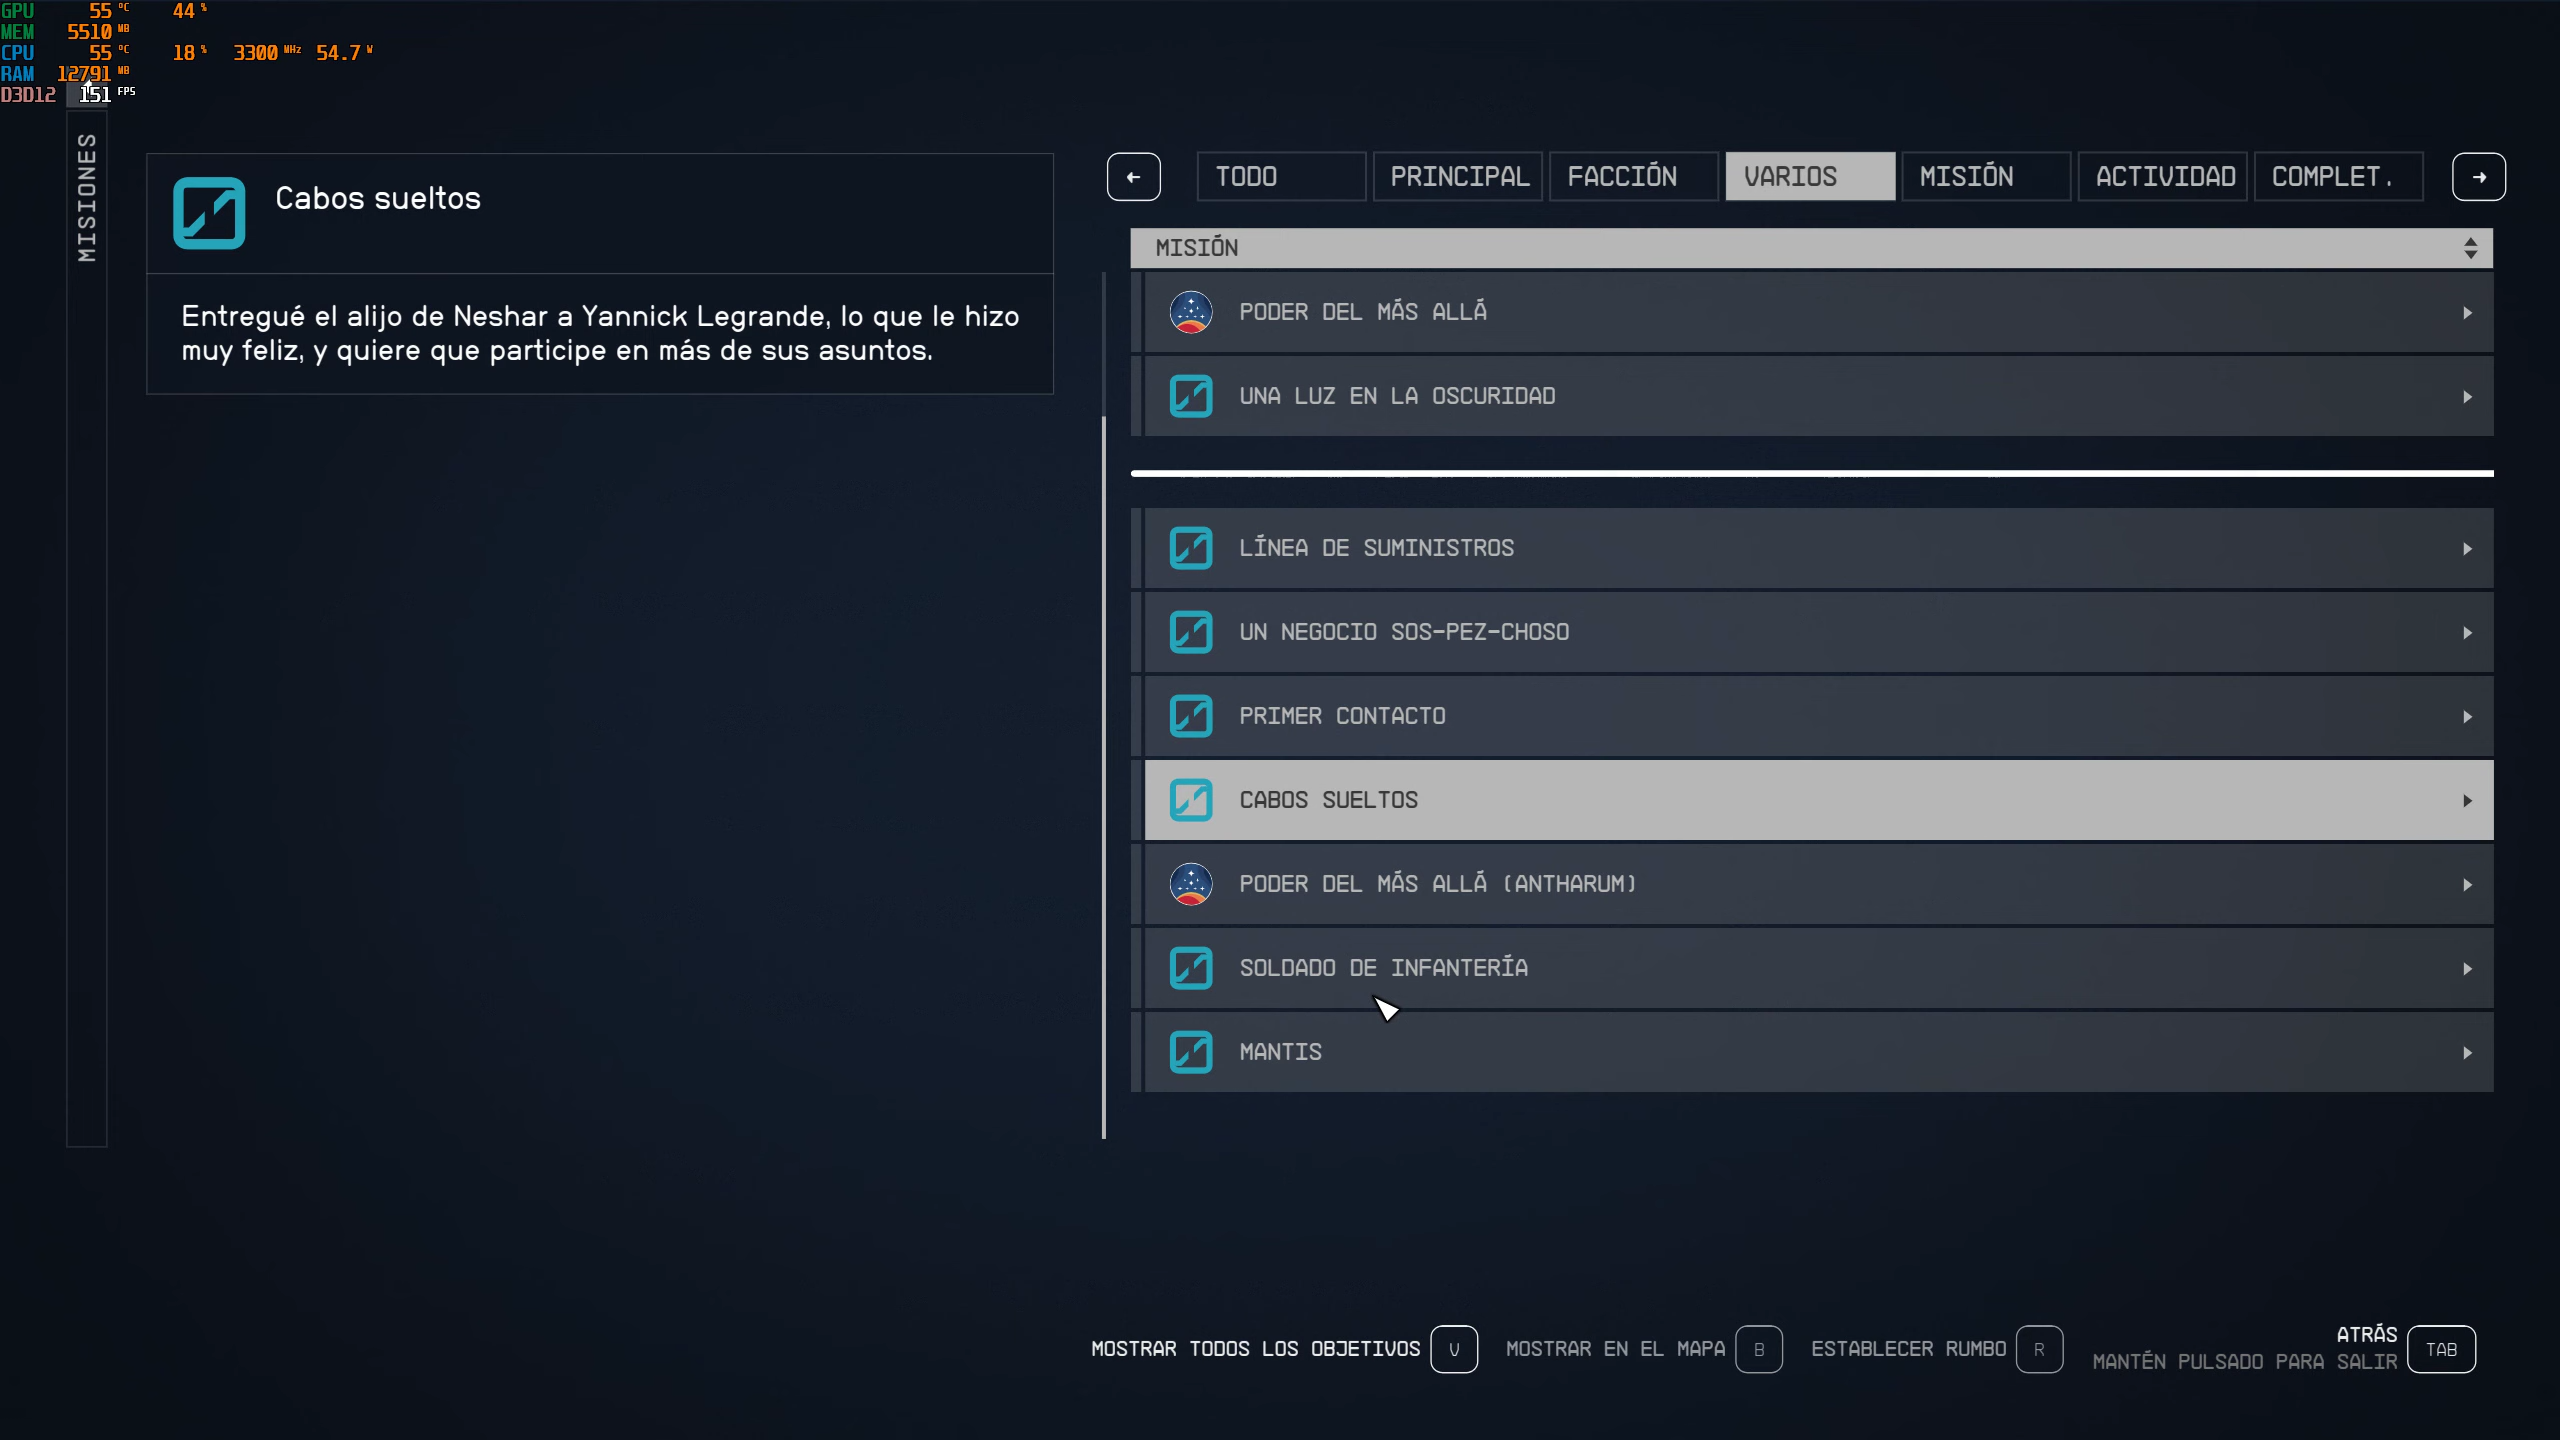 GPU 55 °C 44 %
MEM 5510 MB
CPU 55 °C 18 % 3300 MHz 54.7 W
RAM 12791 MB
D3D12 151 FPS
MISIONES
Cabos sueltos
Entregué el alijo de Neshar a Yannick Legrande, lo que le hizo
muy feliz, y quiere que participe en más de sus asuntos.
TODO PRINCIPAL FACCIÓN VARIOS MISIÓN ACTIVIDAD COMPLET.
MISIÓN
PODER DEL MÁS ALLÁ
UNA LUZ EN LA OSCURIDAD
LÍNEA DE SUMINISTROS
UN NEGOCIO SOS-PEZ-CHOSO
PRIMER CONTACTO
CABOS SUELTOS
PODER DEL MÁS ALLÁ (ANTHARUM)
SOLDADO DE INFANTERÍA
MANTIS
MOSTRAR TODOS LOS OBJETIVOS V MOSTRAR EN EL MAPA B ESTABLECER RUMBO R ATRÁS TAB
MANTÉN PULSADO PARA SALIR